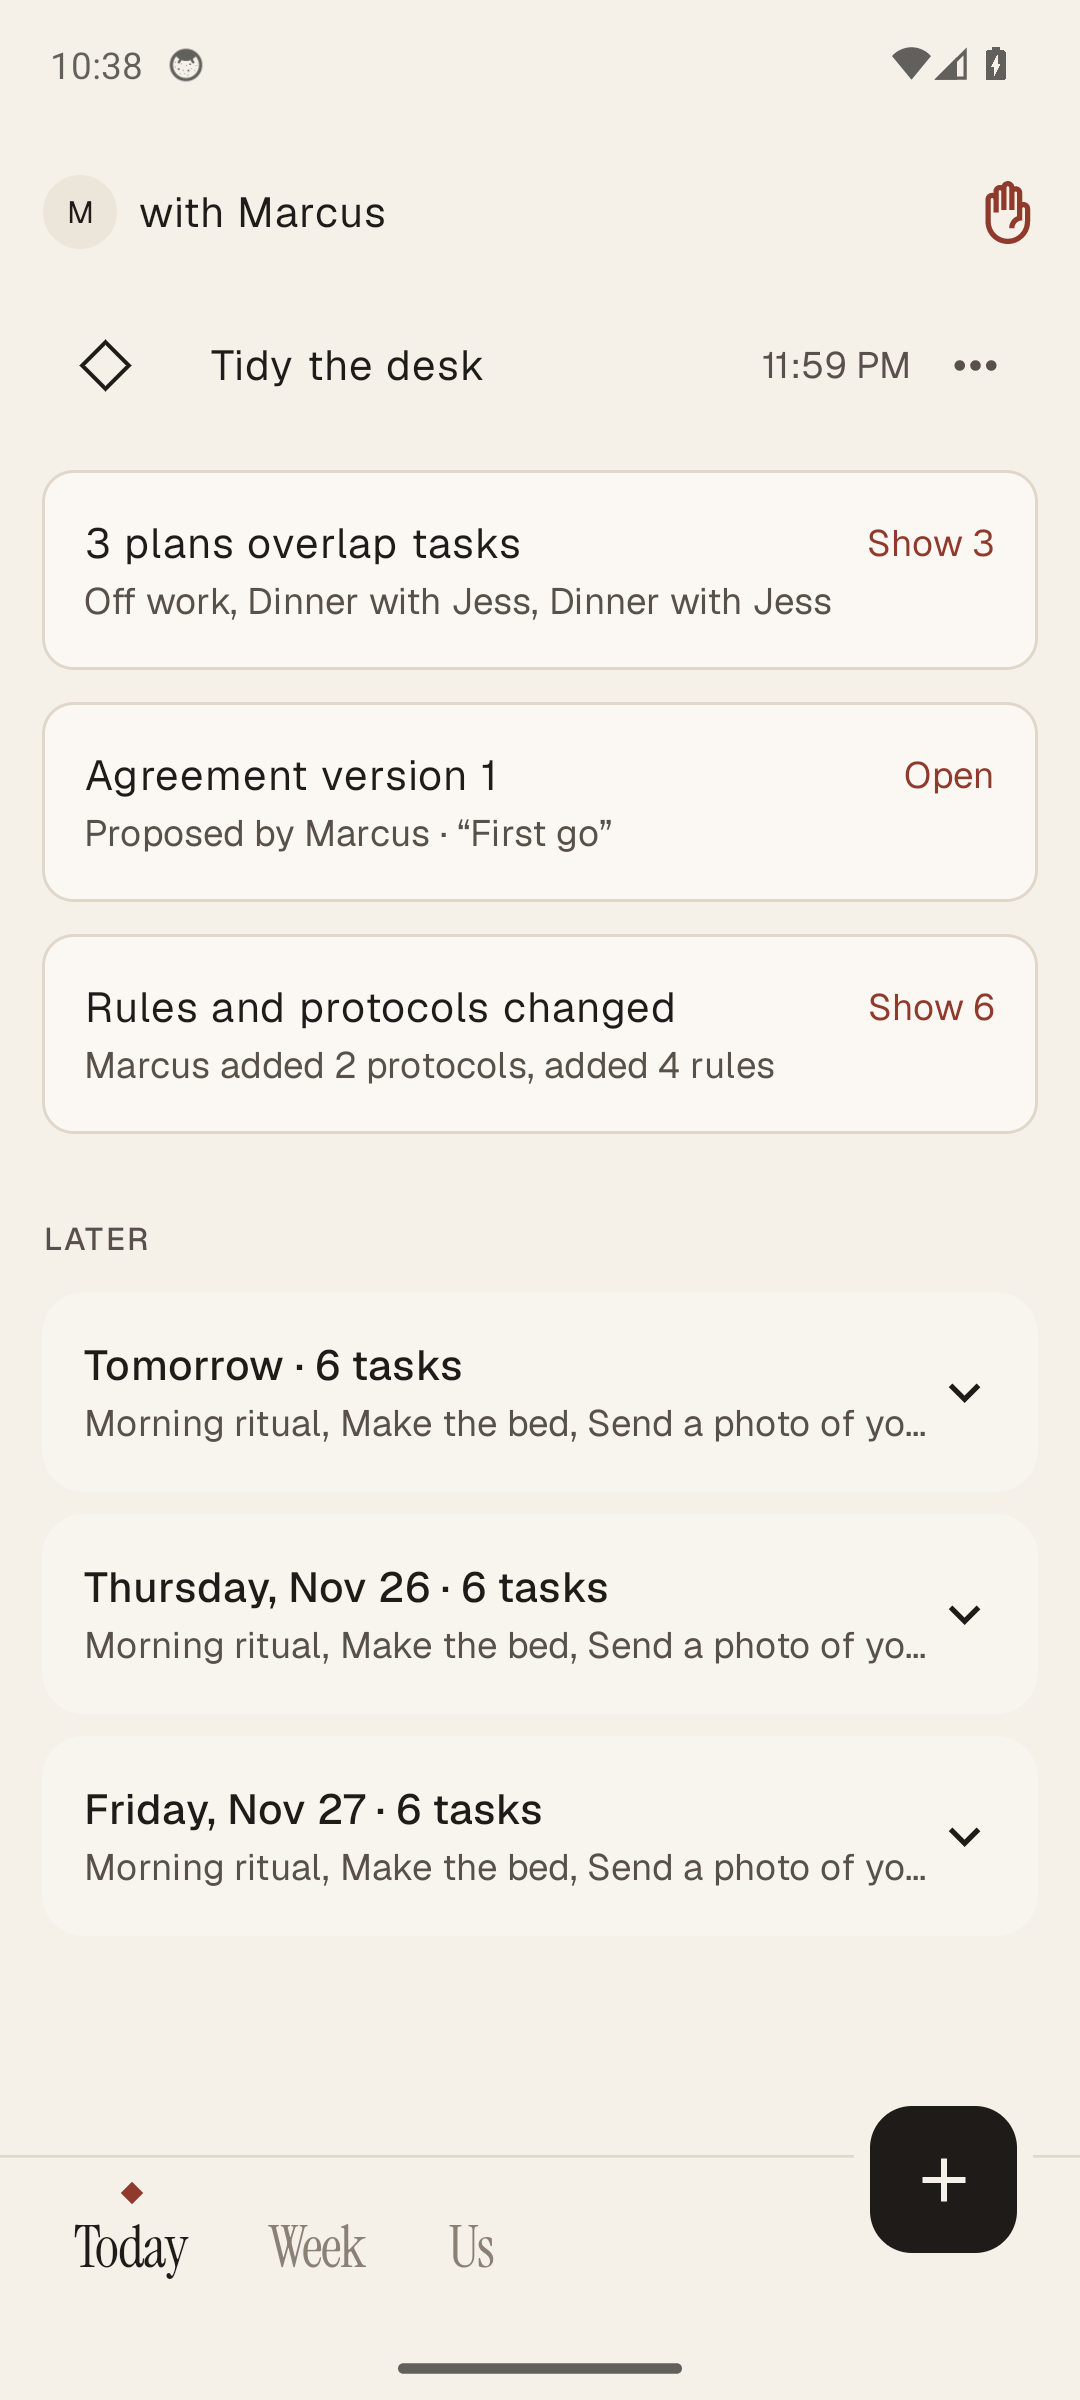 10:38
M with Marcus
Tidy the desk 11:59 PM
3 plans overlap tasks Show 3
Off work, Dinner with Jess, Dinner with Jess
Agreement version 1 Open
Proposed by Marcus · “First go”
Rules and protocols changed Show 6
Marcus added 2 protocols, added 4 rules
LATER
Tomorrow · 6 tasks
Morning ritual, Make the bed, Send a photo of yo...
Thursday, Nov 26 · 6 tasks
Morning ritual, Make the bed, Send a photo of yo...
Friday, Nov 27 · 6 tasks
Morning ritual, Make the bed, Send a photo of yo...
Today Week Us